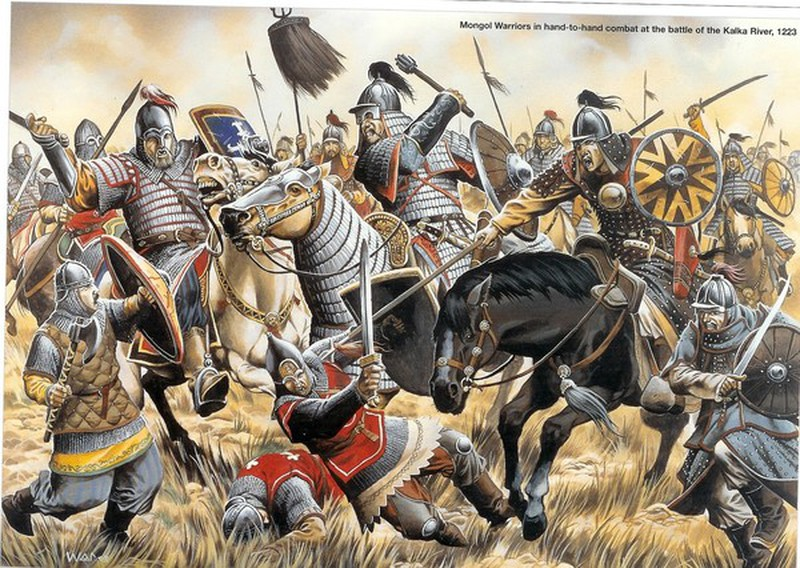 Mongol Warriors in hand-to-hand combat at the battle of the Kalka River, 1223